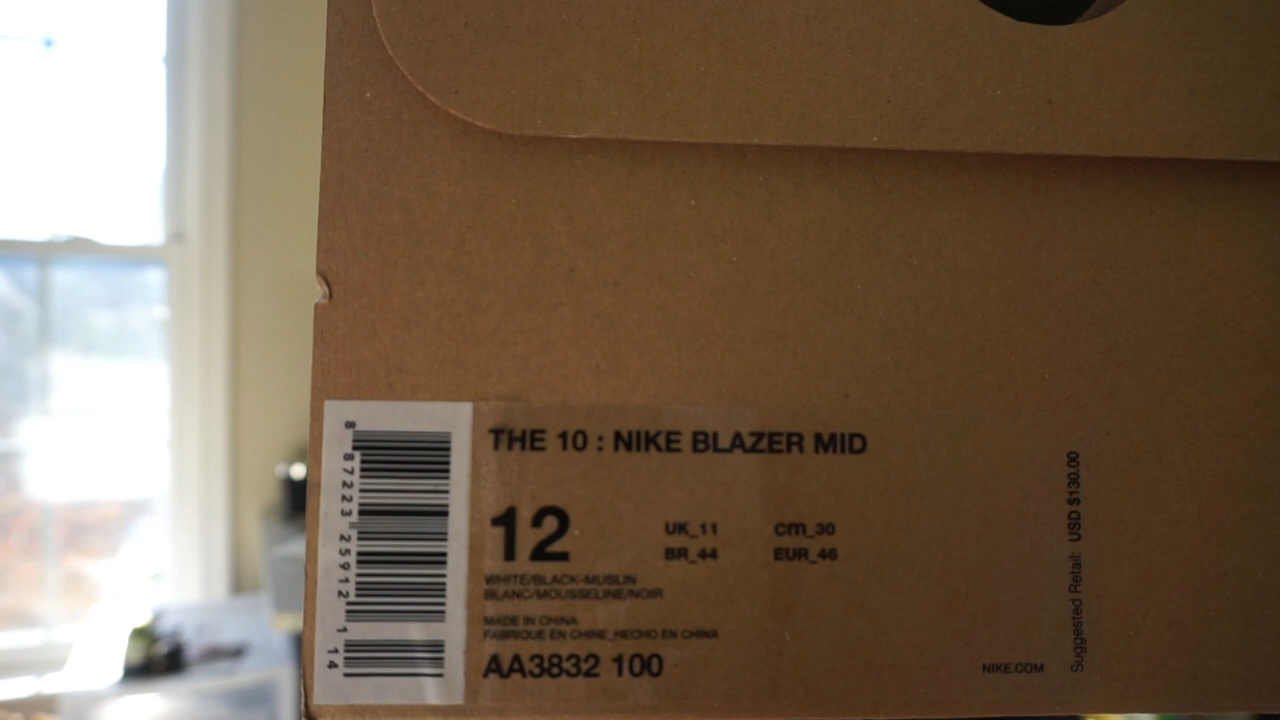 THE 10 : NIKE BLAZER MID
12
UK_11 CM_30
BR_44 EUR_46
WHITE/BLACK-MUSLIN
BLANC/MOUSSELINE/NOIR
MADE IN CHINA
FABRIQUE EN CHINE_HECHO EN CHINA
AA3832 100
NIKE.COM
Suggested Retail: USD $130.00
8 87223 25912 1 14